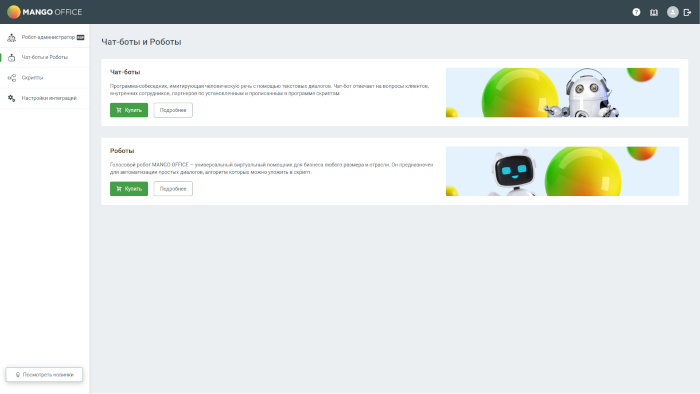 MANGO OFFICE
Робот-администратор
Чат-боты и Роботы
Скрипты
Настройки интеграций
Посмотреть новинки
Чат-боты и Роботы
Чат-боты
Программа-собеседник, имитирующая человеческую речь с помощью текстовых диалогов. Чат-бот отвечает на вопросы клиентов,
внутренних сотрудников, партнеров по установленным и прописанным в программе скриптам.
Купить
Подробнее
Роботы
Голосовой робот MANGO OFFICE — универсальный виртуальный помощник для бизнеса любого размера и отрасли. Он предназначен
для автоматизации простых диалогов, алгоритм которых можно уложить в скрипт.
Купить
Подробнее